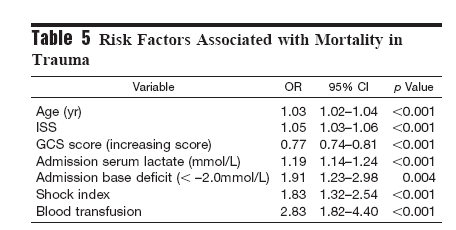 Table 5 Risk Factors Associated with Mortality in
Trauma
Variable OR 95% CI p Value
Age (yr) 1.03 1.02–1.04 <0.001
ISS 1.05 1.03–1.06 <0.001
GCS score (increasing score) 0.77 0.74–0.81 <0.001
Admission serum lactate (mmol/L) 1.19 1.14–1.24 <0.001
Admission base deficit (< –2.0mmol/L) 1.91 1.23–2.98 0.004
Shock index 1.83 1.32–2.54 <0.001
Blood transfusion 2.83 1.82–4.40 <0.001